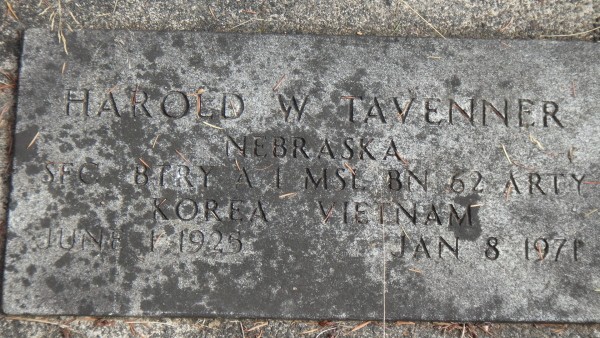 HAROLD W TAVENNER
NEBRASKA
SFC BTRY A 1 MSL BN 62 ARTY
KOREA VIETNAM
JUNE 1 1925 JAN 8 1971